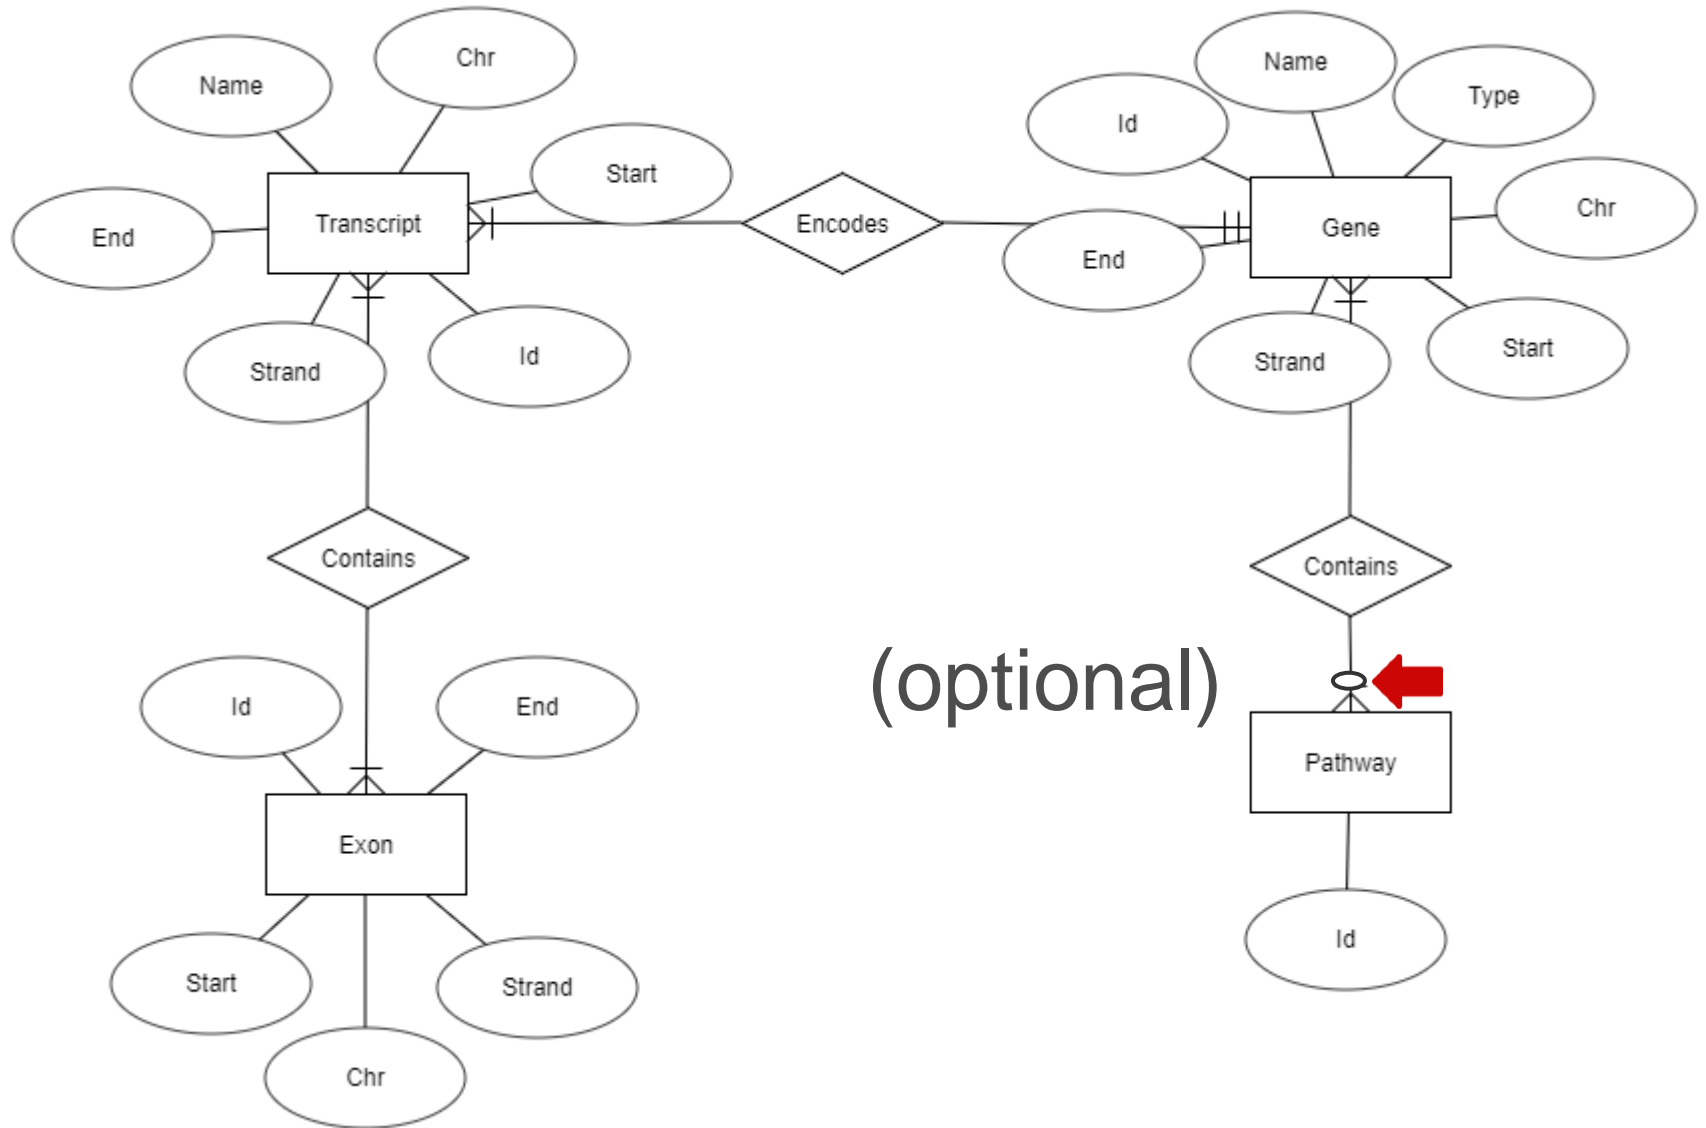 Chr
Name
Start
Transcript
End
Strand
Id
Encodes
Name
Type
Id
Chr
Gene
End
Start
Strand
Contains
Contains
(optional)
Id
End
Exon
Start
Strand
Chr
Pathway
Id